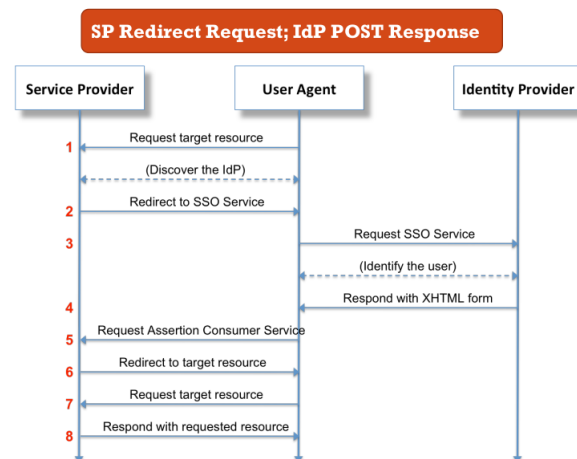 SP Redirect Request; IdP POST Response
Service Provider
User Agent
Identity Provider
1 Request target resource
(Discover the IdP)
2 Redirect to SSO Service
3 Request SSO Service
(Identify the user)
4 Respond with XHTML form
5 Request Assertion Consumer Service
6 Redirect to target resource
7 Request target resource
8 Respond with requested resource